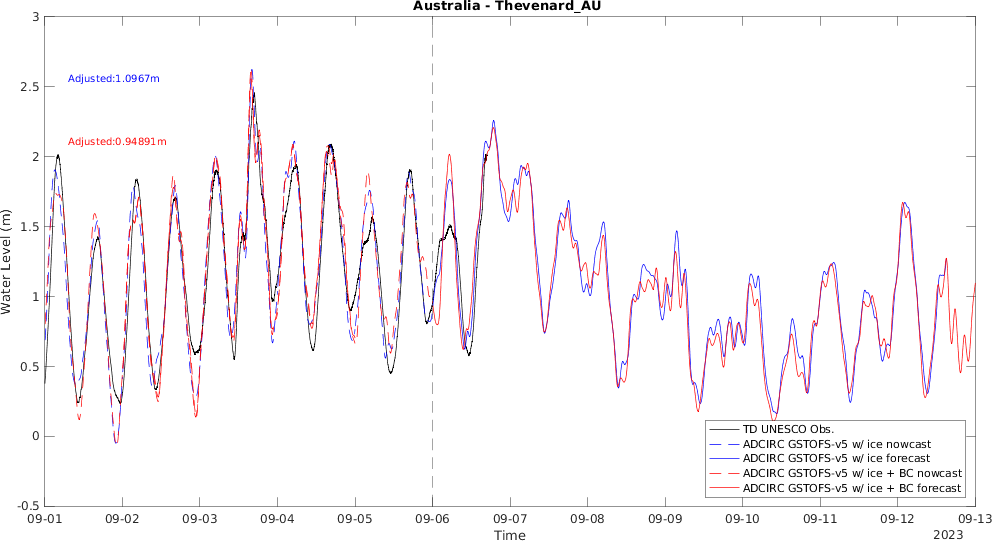 Australia - Thevenard_AU
3
2.5
2
1.5
1
0.5
0
-0.5
Water Level (m)
Adjusted:1.0967m
Adjusted:0.94891m
TD UNESCO Obs.
ADCIRC GSTOFS-v5 w/ ice nowcast
ADCIRC GSTOFS-v5 w/ ice forecast
ADCIRC GSTOFS-v5 w/ ice + BC nowcast
ADCIRC GSTOFS-v5 w/ ice + BC forecast
09-01 09-02 09-03 09-04 09-05 09-06 09-07 09-08 09-09 09-10 09-11 09-12 09-13
Time
2023